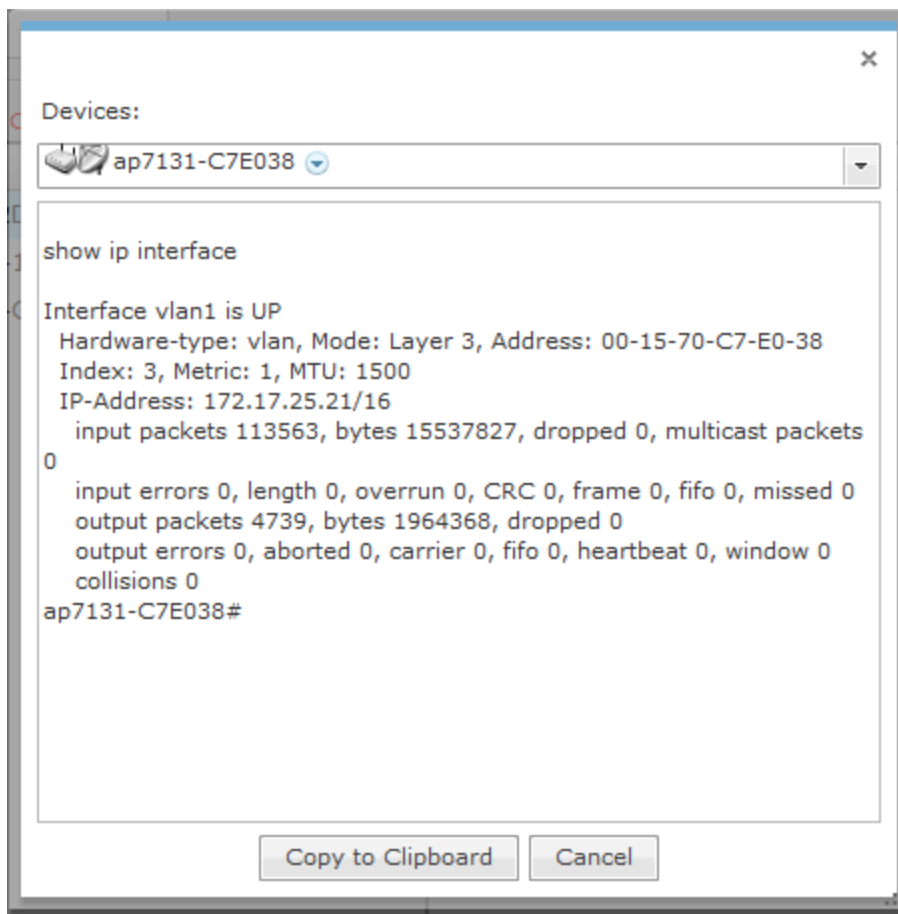 Devices:
ap7131-C7E038
show ip interface
Interface vlan1 is UP
Hardware-type: vlan, Mode: Layer 3, Address: 00-15-70-C7-E0-38
Index: 3, Metric: 1, MTU: 1500
IP-Address: 172.17.25.21/16
input packets 113563, bytes 15537827, dropped 0, multicast packets
0
input errors 0, length 0, overrun 0, CRC 0, frame 0, fifo 0, missed 0
output packets 4739, bytes 1964368, dropped 0
output errors 0, aborted 0, carrier 0, fifo 0, heartbeat 0, window 0
collisions 0
ap7131-C7E038#
Copy to Clipboard
Cancel